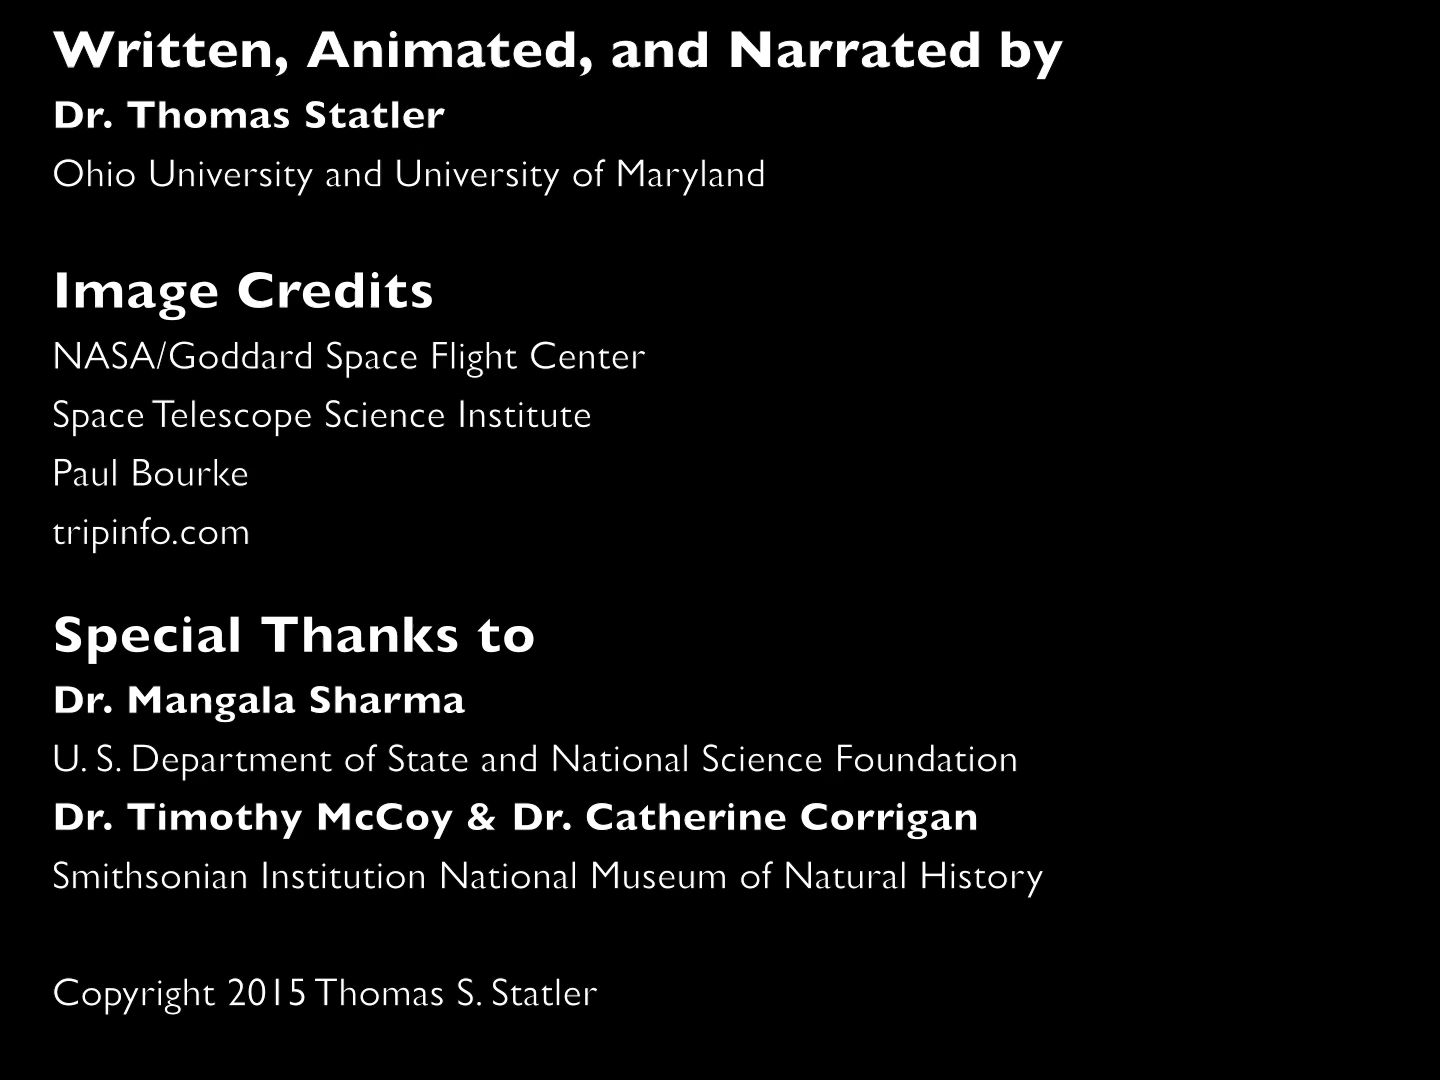 Written, Animated, and Narrated by
Dr. Thomas Statler
Ohio University and University of Maryland
Image Credits
NASA/Goddard Space Flight Center
Space Telescope Science Institute
Paul Bourke
tripinfo.com
Special Thanks to
Dr. Mangala Sharma
U. S. Department of State and National Science Foundation
Dr. Timothy McCoy & Dr. Catherine Corrigan
Smithsonian Institution National Museum of Natural History
Copyright 2015 Thomas S. Statler